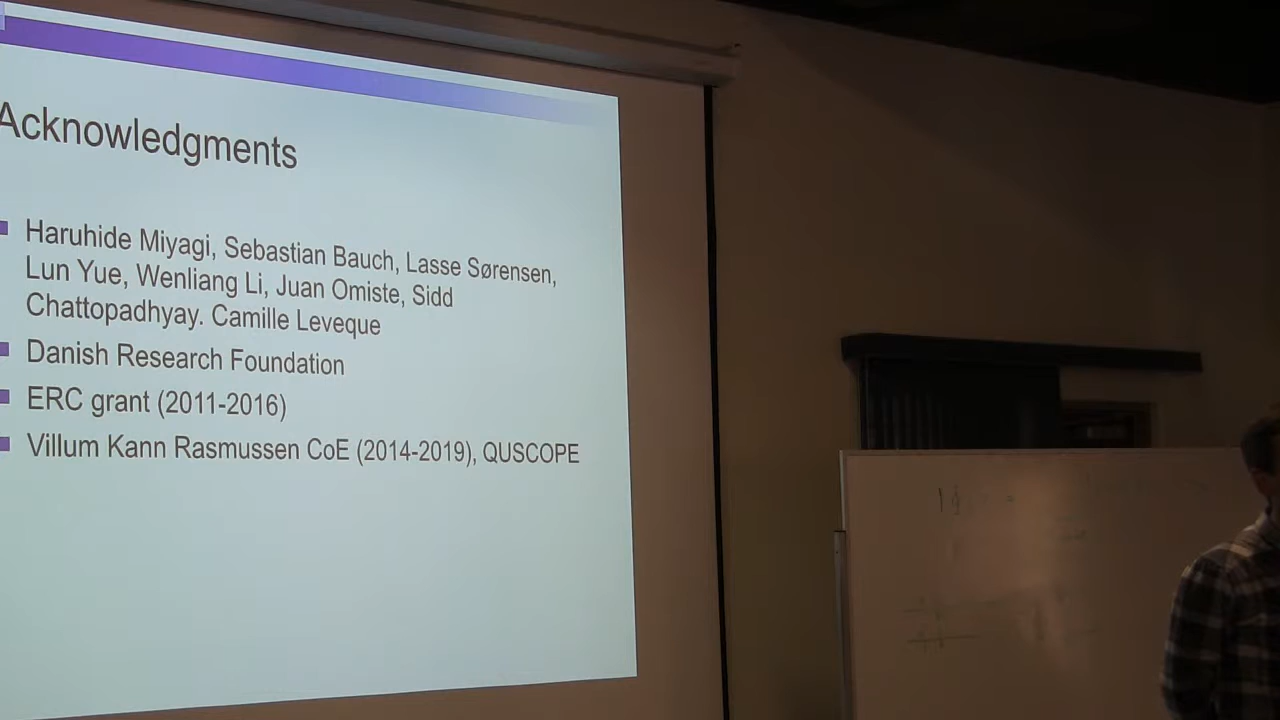 Acknowledgments
Haruhide Miyagi, Sebastian Bauch, Lasse Sørensen,
Lun Yue, Wenliang Li, Juan Omiste, Sidd
Chattopadhyay. Camille Leveque
Danish Research Foundation
ERC grant (2011-2016)
Villum Kann Rasmussen CoE (2014-2019), QUSCOPE